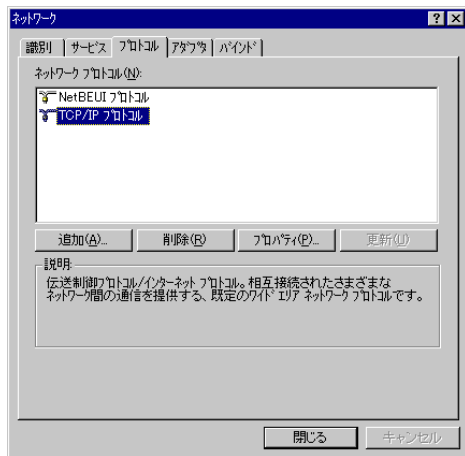 ネットワーク
識別 サービス プロトコル アダプタ バインド
ネットワーク プロトコル(N):
NetBEUI プロトコル
TCP/IP プロトコル
追加(A)... 削除(R) プロパティ(P)... 更新(U)
説明:
伝送制御プロトコル/インターネット プロトコル。相互接続されたさまざまな
ネットワーク間の通信を提供する、既定のワイド エリア ネットワーク プロトコルです。
閉じる キャンセル